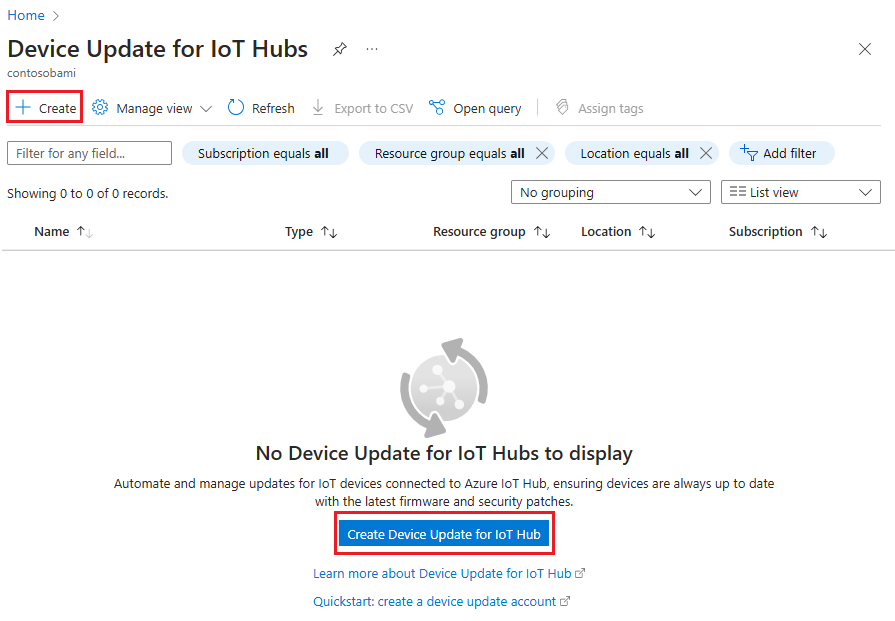 Home
Device Update for IoT Hubs
contosobami
Create Manage view Refresh Export to CSV Open query Assign tags
Filter for any field... Subscription equals all Resource group equals all Location equals all Add filter
Showing 0 to 0 of 0 records. No grouping List view
Name Type Resource group Location Subscription
No Device Update for IoT Hubs to display
Automate and manage updates for IoT devices connected to Azure IoT Hub, ensuring devices are always up to date
with the latest firmware and security patches.
Create Device Update for IoT Hub
Learn more about Device Update for IoT Hub
Quickstart: create a device update account